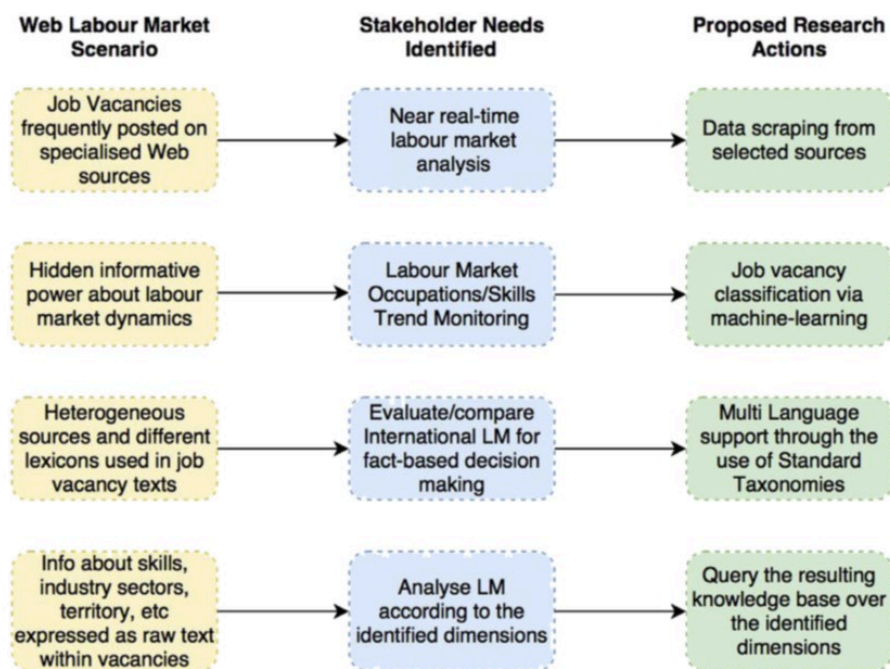 Web Labour Market
Scenario
Stakeholder Needs
Identified
Proposed Research
Actions
Job Vacancies
frequently posted on
specialised Web
sources
Near real-time
labour market
analysis
Data scraping from
selected sources
Hidden informative
power about labour
market dynamics
Labour Market
Occupations/Skills
Trend Monitoring
Job vacancy
classification via
machine-learning
Heterogeneous
sources and different
lexicons used in job
vacancy texts
Evaluate/compare
International LM for
fact-based decision
making
Multi Language
support through the
use of Standard
Taxonomies
Info about skills,
industry sectors,
territory, etc
expressed as raw text
within vacancies
Analyse LM
according to the
identified dimensions
Query the resulting
knowledge base over
the identified
dimensions